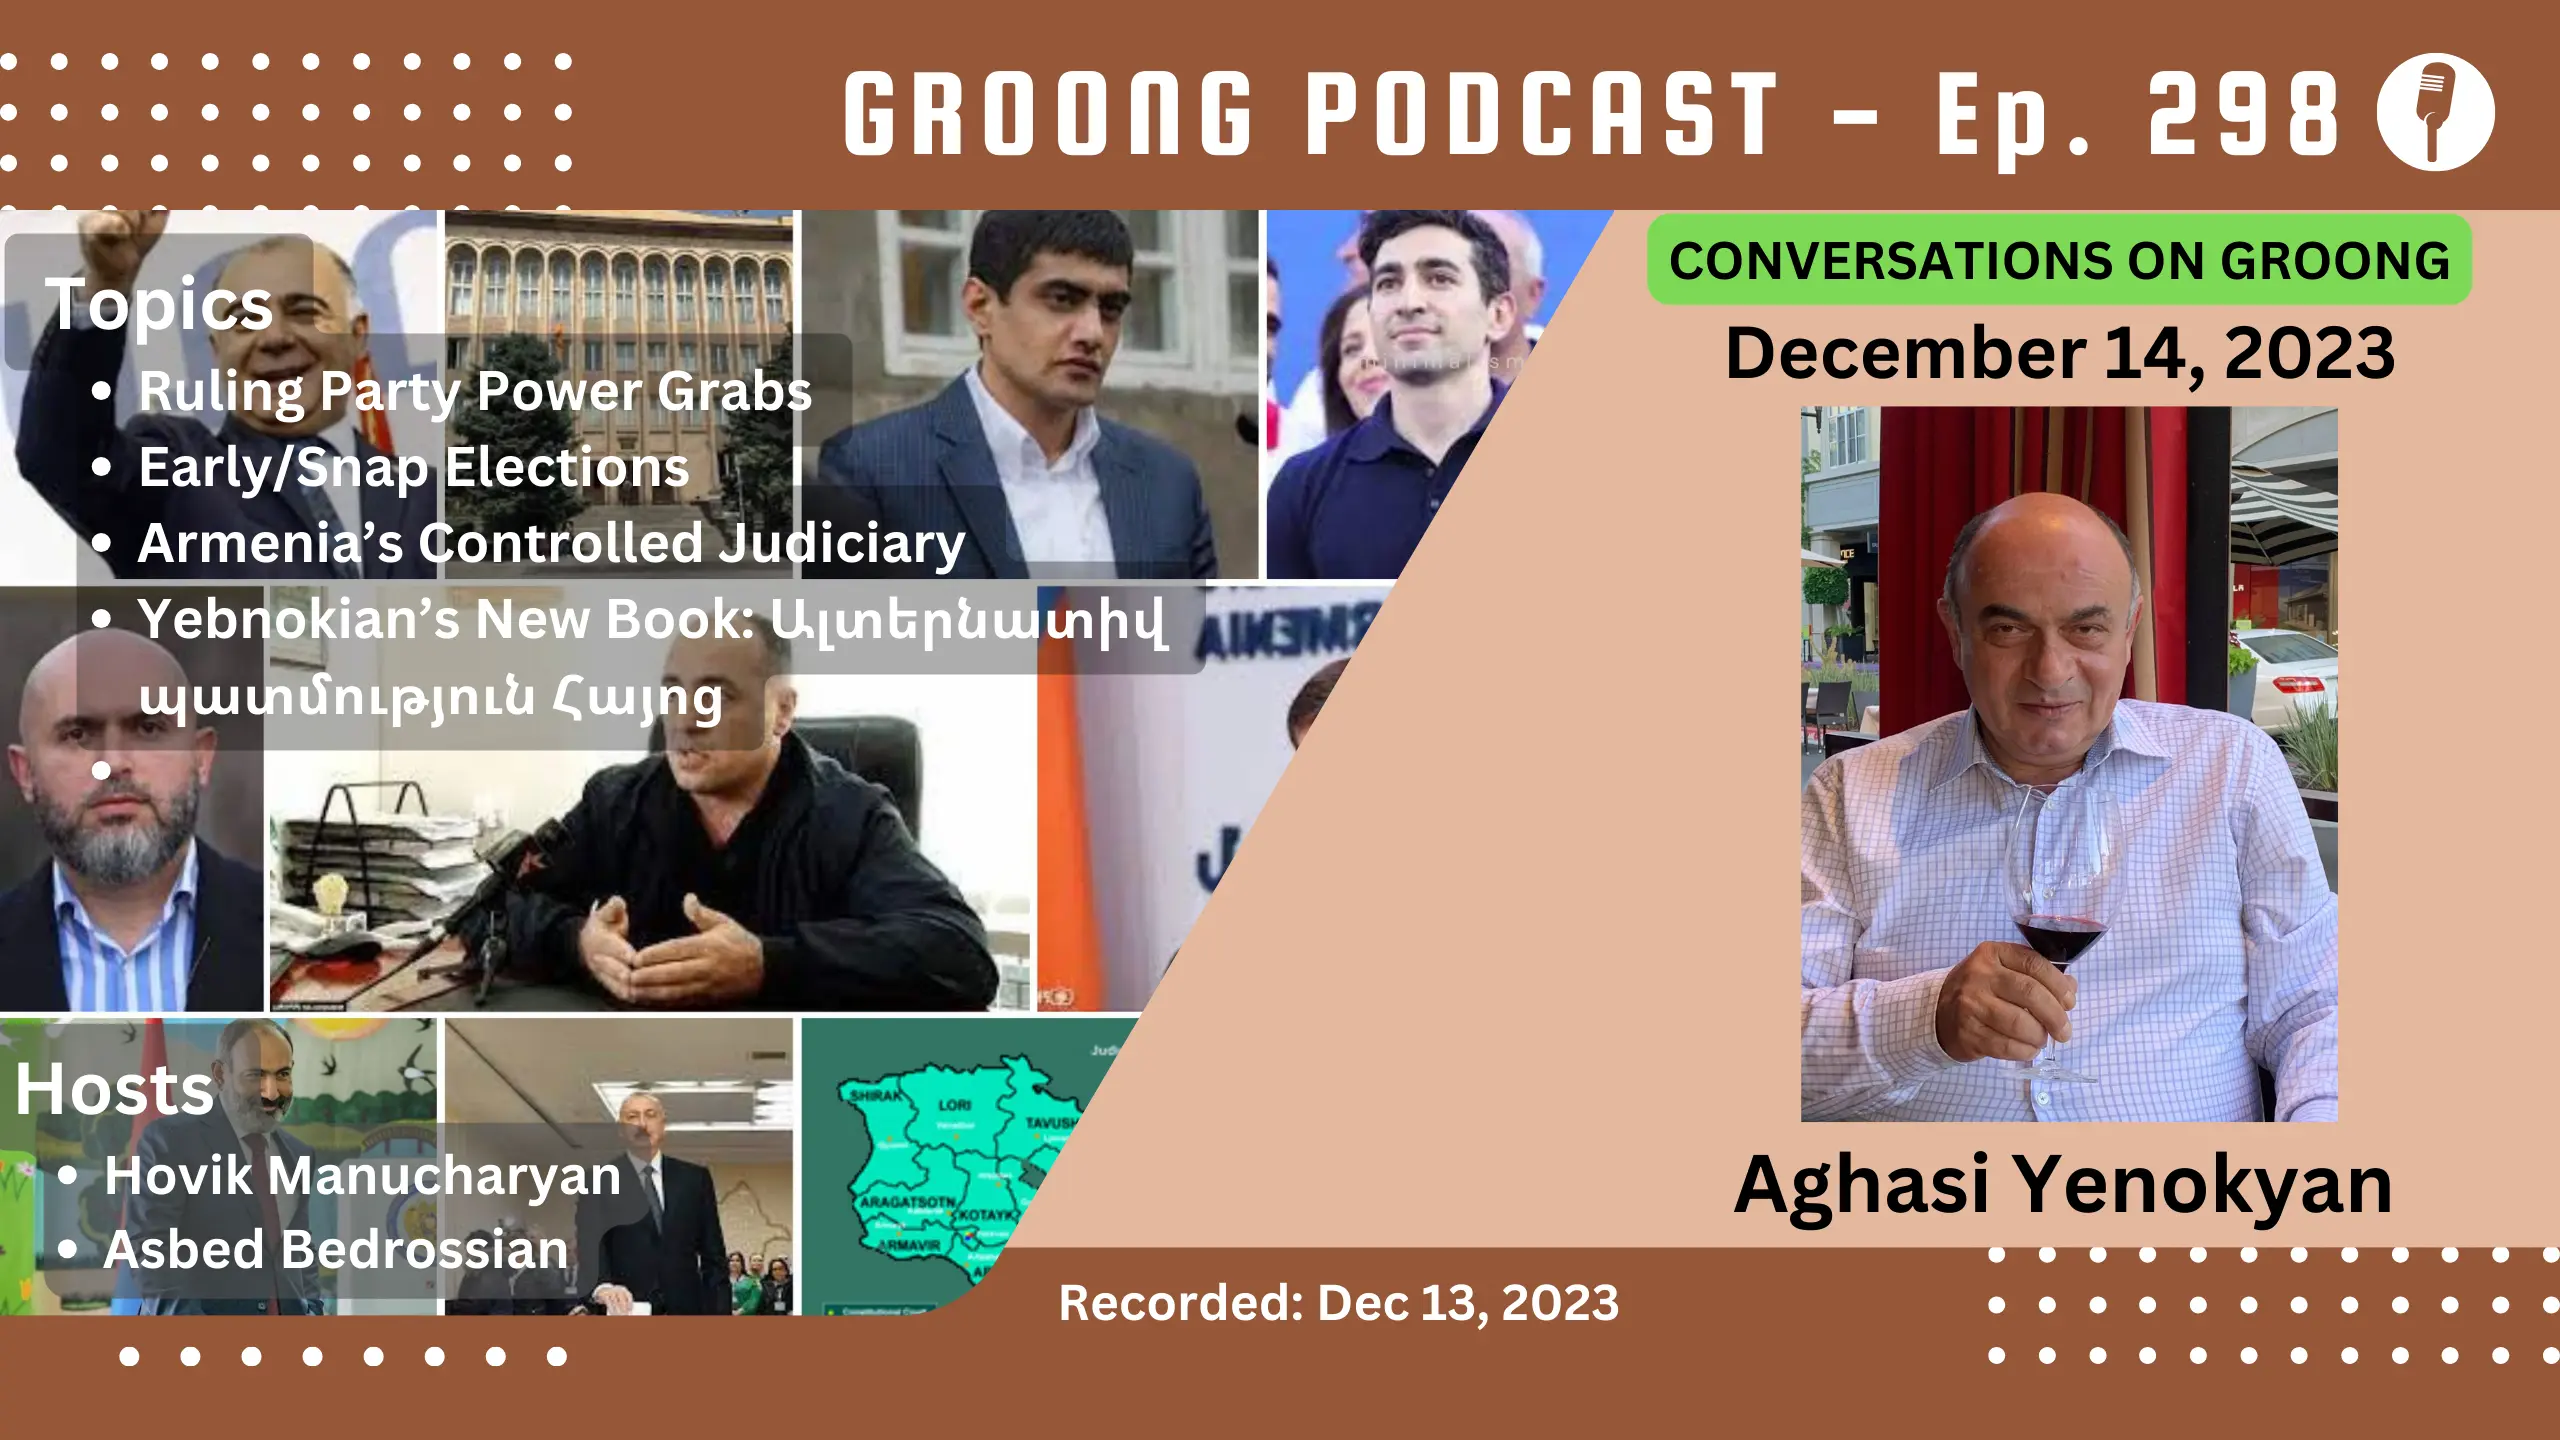 GROONG PODCAST - Ep. 298
CONVERSATIONS ON GROONG
December 14, 2023
Topics
• Ruling Party Power Grabs
• Early/Snap Elections
• Armenia's Controlled Judiciary
• Yebnokian's New Book: Ալտերնատիվ
պատմություն Հայոց
Hosts
• Hovik Manucharyan
• Asbed Bedrossian
SHIRAK
LORI
TAVUSH
ARAGATSOTN
KOTAYK
ARMAVIR
Aghasi Yenokyan
Recorded: Dec 13, 2023